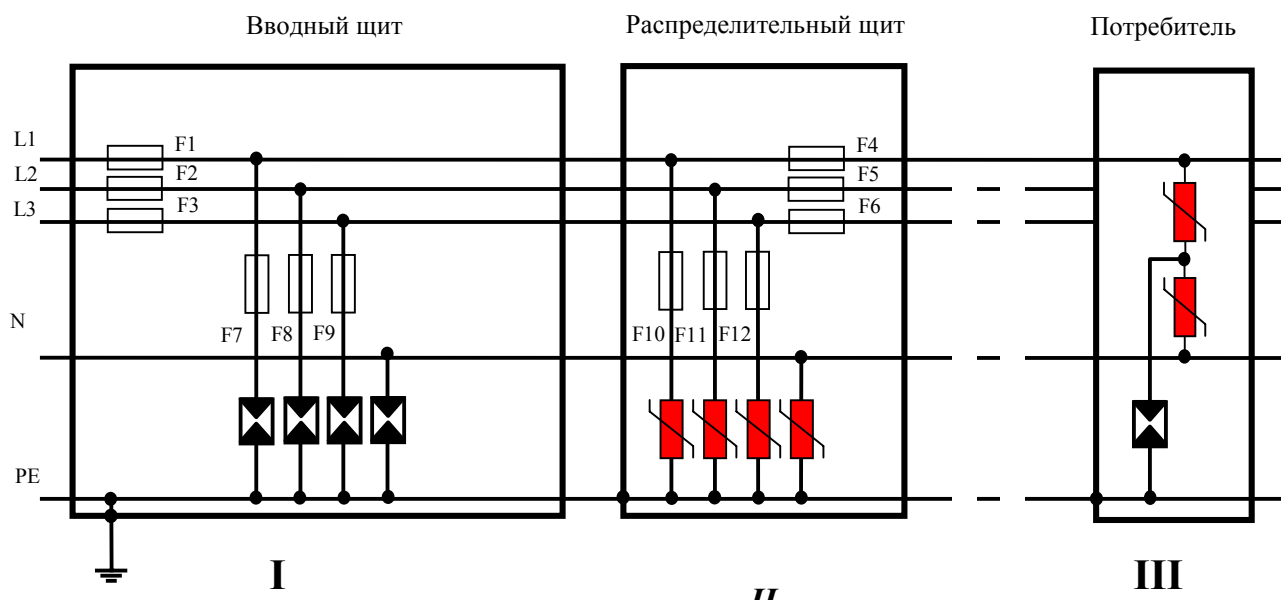 Вводный щит
Распределительный щит
Потребитель
L1
F1
F4
L2
F2
F5
L3
F3
F6
N
F7
F8
F9
F10
F11
F12
PE
I
II
III